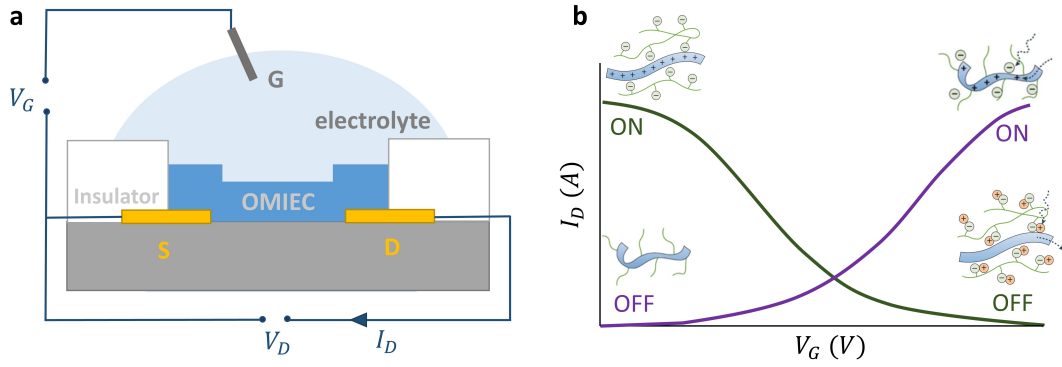 a
G
V_G
electrolyte
Insulator
OMIEC
S
D
V_D
I_D
b
ON
ON
I_D (A)
OFF
OFF
V_G (V)